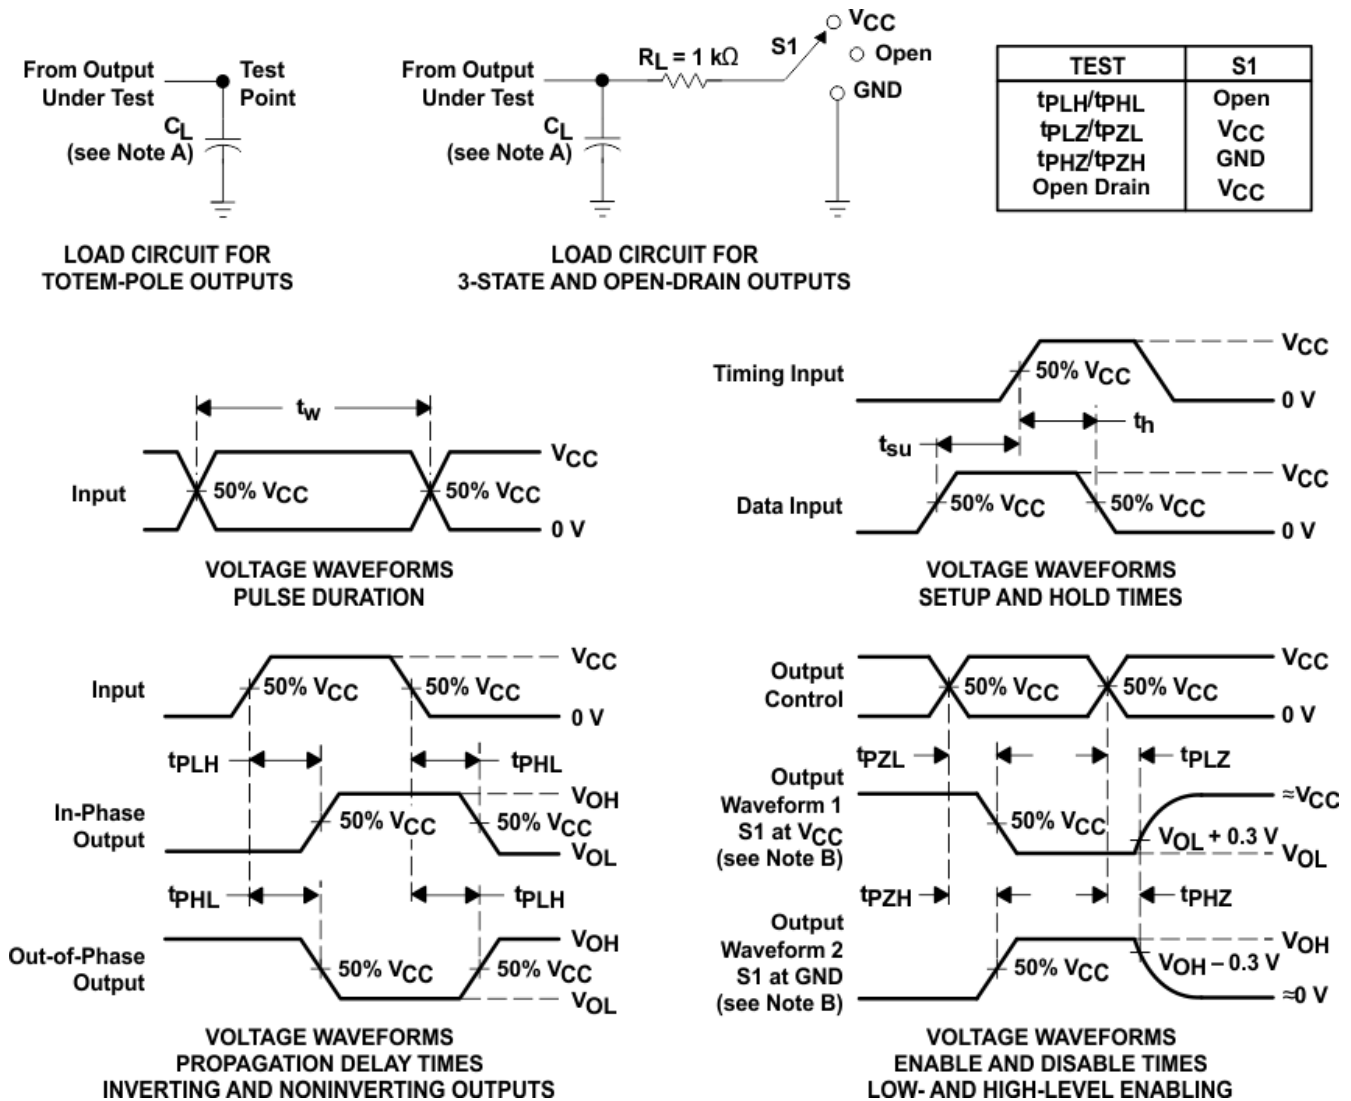 From Output
Under Test
Test
Point
CL
(see Note A)
LOAD CIRCUIT FOR
TOTEM-POLE OUTPUTS
From Output
Under Test
RL = 1 kΩ
S1
VCC
Open
GND
CL
(see Note A)
LOAD CIRCUIT FOR
3-STATE AND OPEN-DRAIN OUTPUTS
TEST S1
tPLH/tPHL Open
tPLZ/tPZL VCC
tPHZ/tPZH GND
Open Drain VCC
tw
Input
50% VCC
50% VCC
VCC
0 V
VOLTAGE WAVEFORMS
PULSE DURATION
Timing Input
50% VCC
VCC
0 V
th
tsu
Data Input
50% VCC
50% VCC
VCC
0 V
VOLTAGE WAVEFORMS
SETUP AND HOLD TIMES
Input
50% VCC
50% VCC
VCC
0 V
tPLH
tPHL
In-Phase
Output
50% VCC
50% VCC
VOH
VOL
tPHL
tPLH
Out-of-Phase
Output
50% VCC
50% VCC
VOH
VOL
VOLTAGE WAVEFORMS
PROPAGATION DELAY TIMES
INVERTING AND NONINVERTING OUTPUTS
Output
Control
50% VCC
50% VCC
VCC
0 V
tPZL
tPLZ
Output
Waveform 1
S1 at VCC
(see Note B)
50% VCC
VOL + 0.3 V
≈VCC
VOL
tPZH
tPHZ
Output
Waveform 2
S1 at GND
(see Note B)
50% VCC
VOH – 0.3 V
VOH
≈0 V
VOLTAGE WAVEFORMS
ENABLE AND DISABLE TIMES
LOW- AND HIGH-LEVEL ENABLING